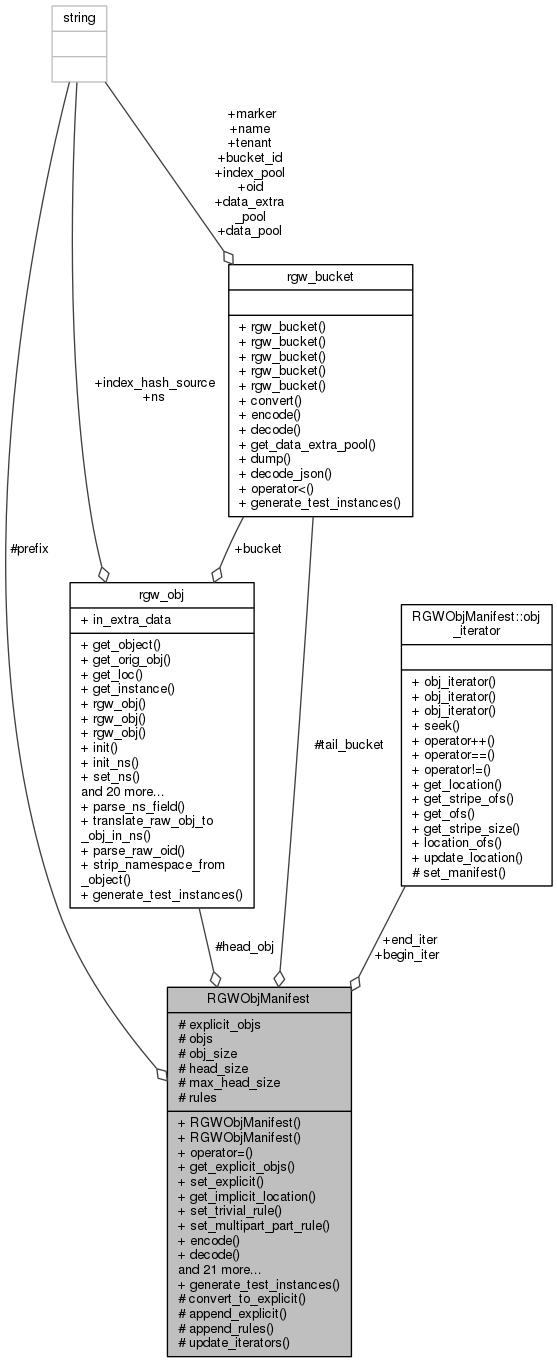 string
+marker
+name
+tenant
+bucket_id
+index_pool
+oid
+data_extra
_pool
+data_pool
rgw_bucket
+ rgw_bucket()
+ rgw_bucket()
+ rgw_bucket()
+ rgw_bucket()
+ rgw_bucket()
+ convert()
+ encode()
+ decode()
+ get_data_extra_pool()
+ dump()
+ decode_json()
+ operator<()
+ generate_test_instances()
+index_hash_source
+ns
#prefix
+bucket
rgw_obj
+ in_extra_data
+ get_object()
+ get_orig_obj()
+ get_loc()
+ get_instance()
+ rgw_obj()
+ rgw_obj()
+ rgw_obj()
+ init()
+ init_ns()
+ set_ns()
and 20 more...
+ parse_ns_field()
+ translate_raw_obj_to
_obj_in_ns()
+ parse_raw_oid()
+ strip_namespace_from
_object()
+ generate_test_instances()
#tail_bucket
RGWObjManifest::obj
_iterator
+ obj_iterator()
+ obj_iterator()
+ obj_iterator()
+ seek()
+ operator++()
+ operator==()
+ operator!=()
+ get_location()
+ get_stripe_ofs()
+ get_ofs()
+ get_stripe_size()
+ location_ofs()
+ update_location()
# set_manifest()
#head_obj
+end_iter
+begin_iter
RGWObjManifest
# explicit_objs
# objs
# obj_size
# head_size
# max_head_size
# rules
+ RGWObjManifest()
+ RGWObjManifest()
+ operator=()
+ get_explicit_objs()
+ set_explicit()
+ get_implicit_location()
+ set_trivial_rule()
+ set_multipart_part_rule()
+ encode()
+ decode()
and 21 more...
+ generate_test_instances()
# convert_to_explicit()
# append_explicit()
# append_rules()
# update_iterators()